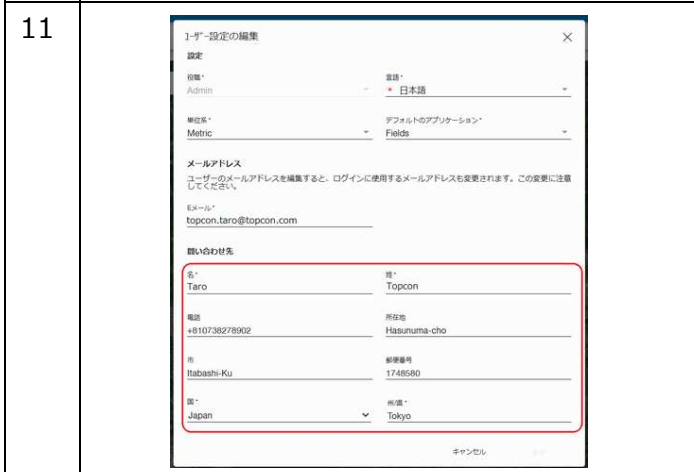 11
ユーザー設定の編集
設定
役職* 言語*
Admin 日本語
単位系* デフォルトのアプリケーション*
Metric Fields
メールアドレス
ユーザーのメールアドレスを編集すると、ログインに使用するメールアドレスも変更されます。この変更に注意
してください。
Eメール*
topcon.taro@topcon.com
問い合わせ先
名* 姓*
Taro Topcon
電話 所在地
+810738278902 Hasunuma-cho
市 郵便番号
Itabashi-Ku 1748580
国* 州/県*
Japan Tokyo
キャンセル